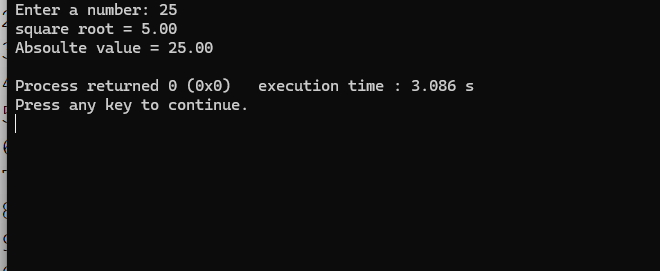 Enter a number: 25
square root = 5.00
Absoulte value = 25.00
Process returned 0 (0x0)   execution time : 3.086 s
Press any key to continue.